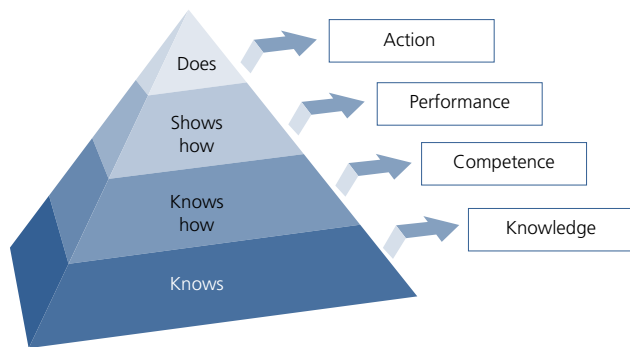 Does
Action
Shows
how
Performance
Knows
how
Competence
Knows
Knowledge